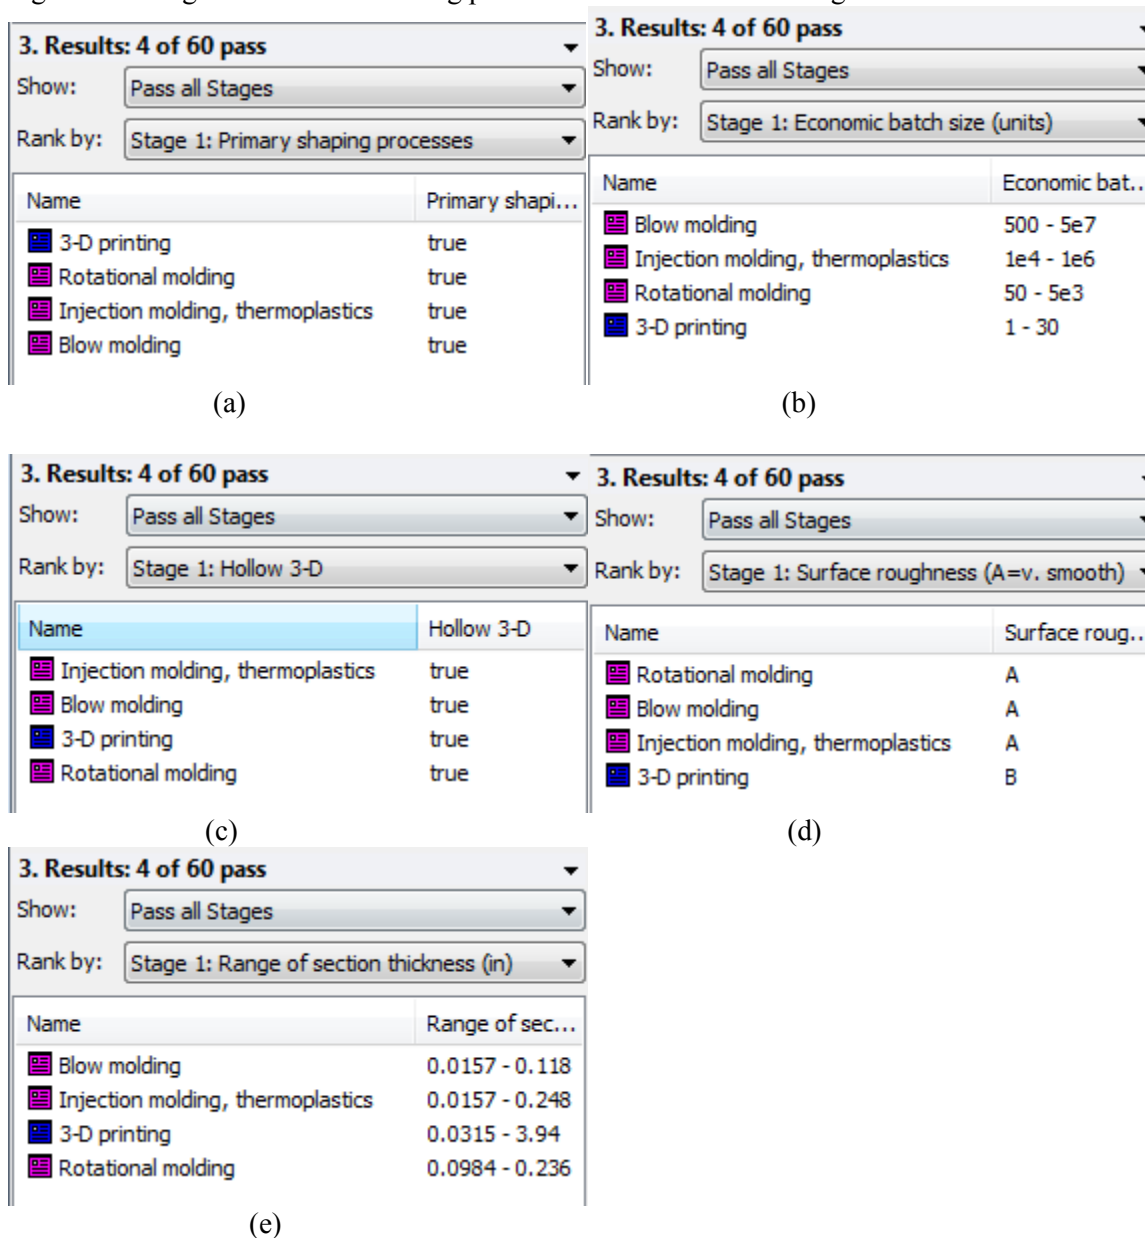 3. Results: 4 of 60 pass
Show: Pass all Stages
Rank by: Stage 1: Primary shaping processes
Name Primary shapi...
3-D printing true
Rotational molding true
Injection molding, thermoplastics true
Blow molding true
(a)
3. Results: 4 of 60 pass
Show: Pass all Stages
Rank by: Stage 1: Economic batch size (units)
Name Economic bat...
Blow molding 500 - 5e7
Injection molding, thermoplastics 1e4 - 1e6
Rotational molding 50 - 5e3
3-D printing 1 - 30
(b)
3. Results: 4 of 60 pass
Show: Pass all Stages
Rank by: Stage 1: Hollow 3-D
Name Hollow 3-D
Injection molding, thermoplastics true
Blow molding true
3-D printing true
Rotational molding true
(c)
3. Results: 4 of 60 pass
Show: Pass all Stages
Rank by: Stage 1: Surface roughness (A=v. smooth)
Name Surface roug...
Rotational molding A
Blow molding A
Injection molding, thermoplastics A
3-D printing B
(d)
3. Results: 4 of 60 pass
Show: Pass all Stages
Rank by: Stage 1: Range of section thickness (in)
Name Range of sec...
Blow molding 0.0157 - 0.118
Injection molding, thermoplastics 0.0157 - 0.248
3-D printing 0.0315 - 3.94
Rotational molding 0.0984 - 0.236
(e)